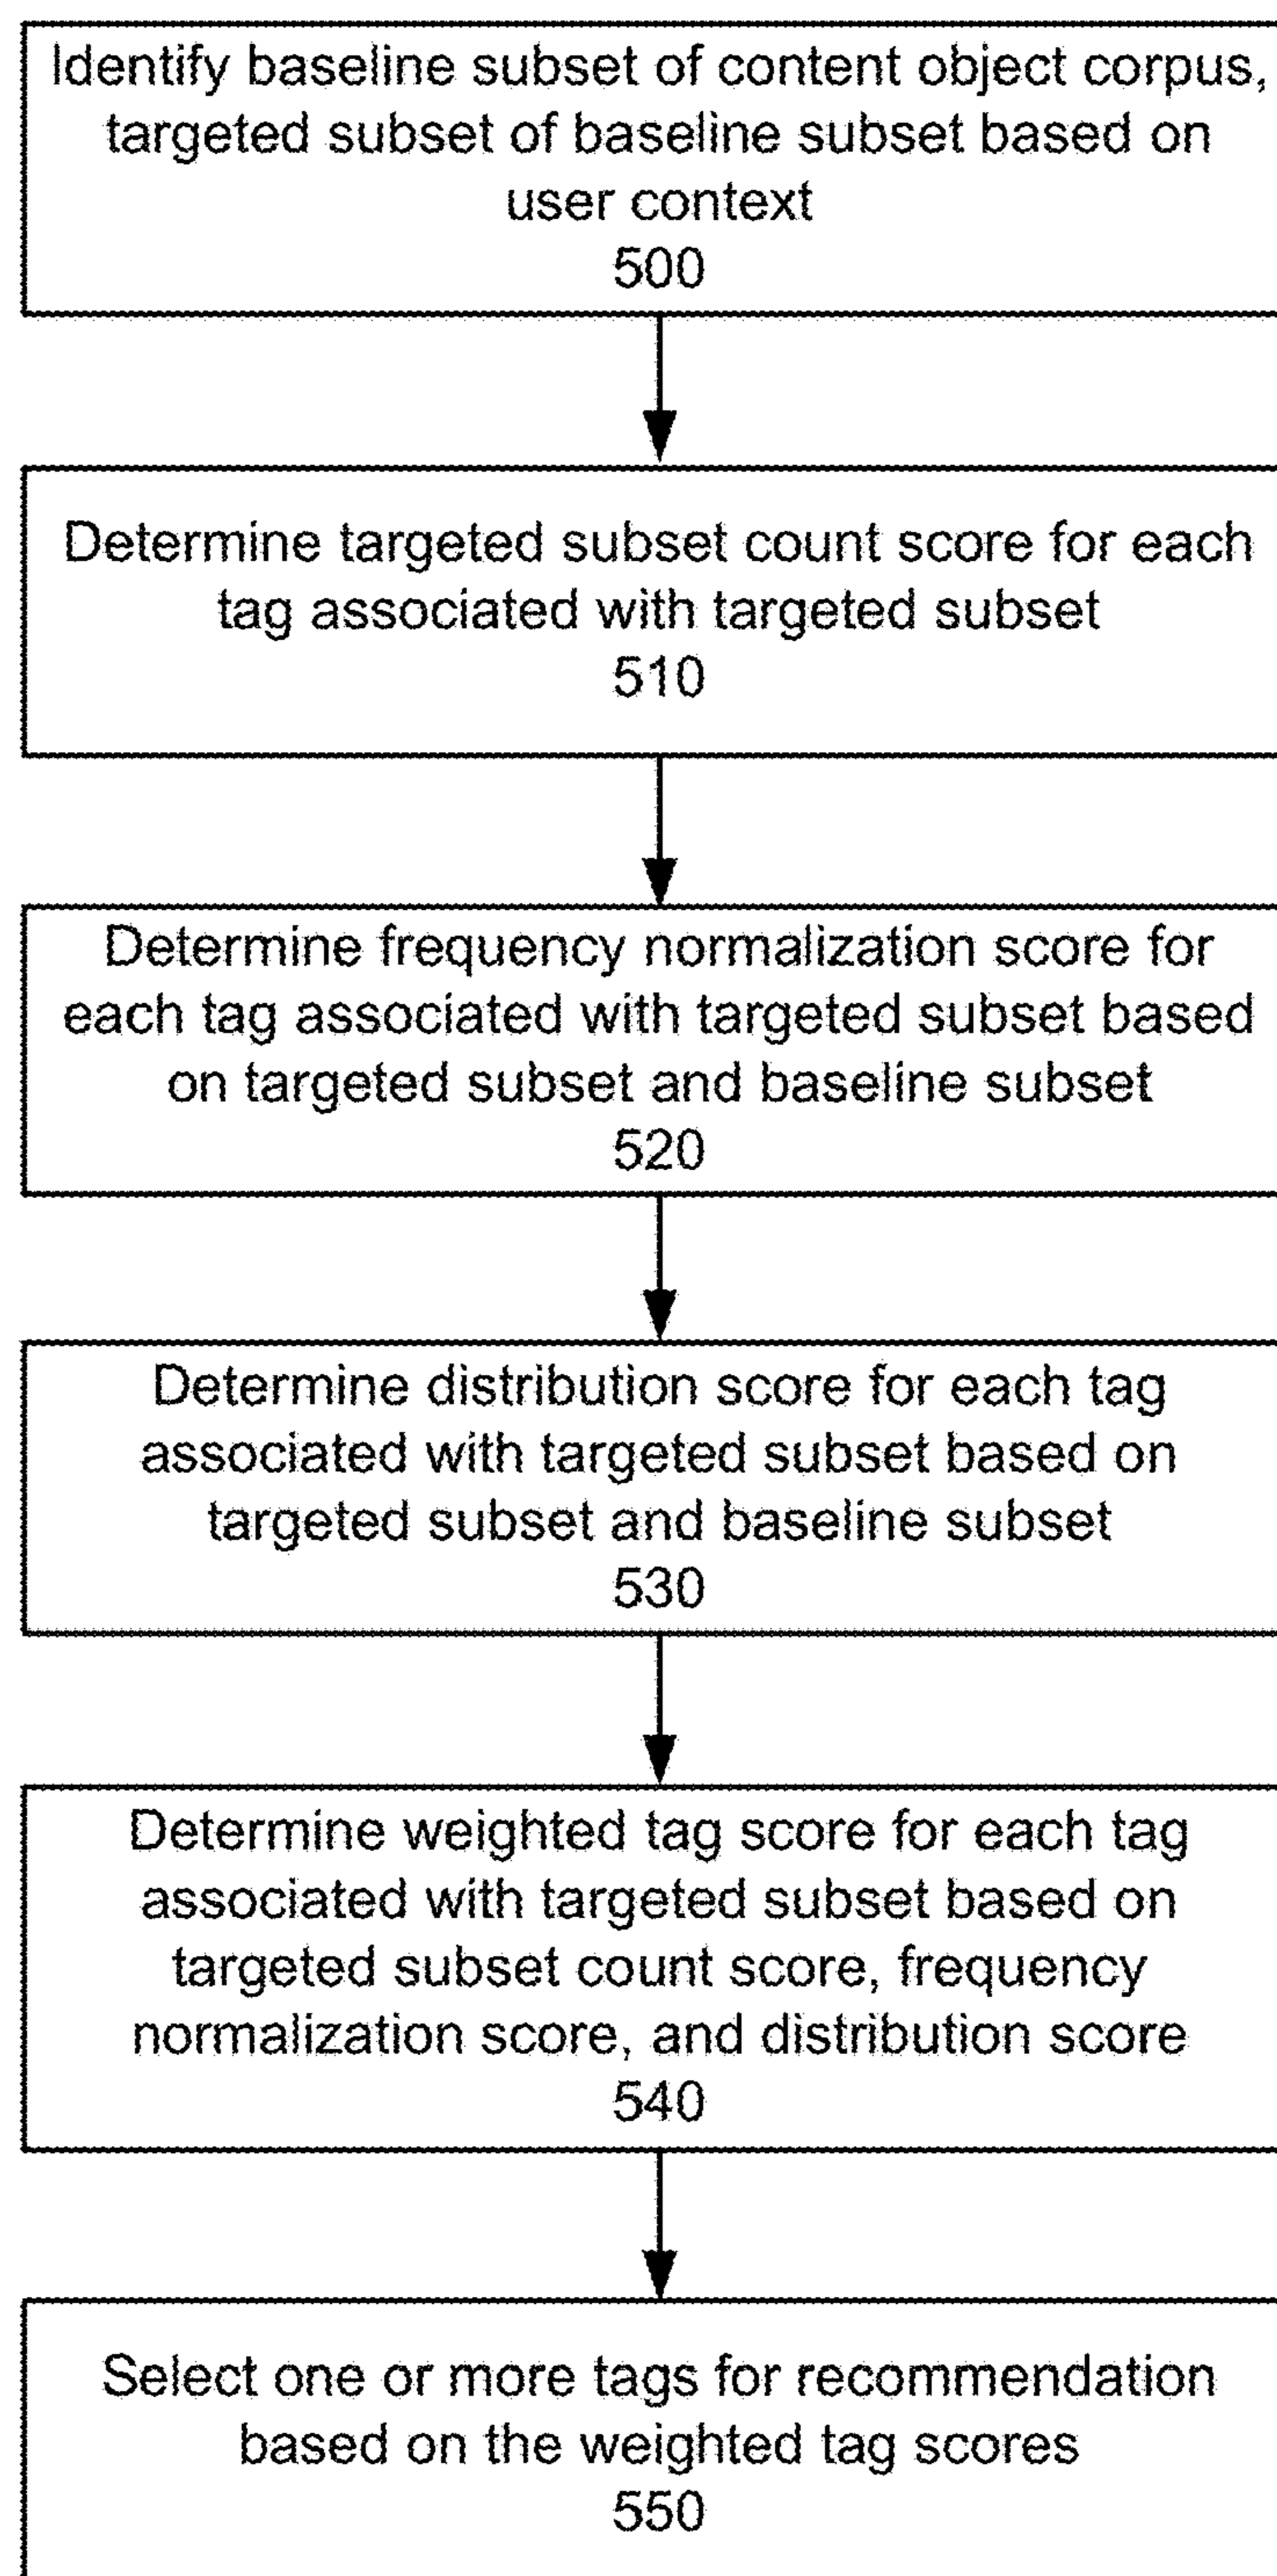 Identify baseline subset of content object corpus,
targeted subset of baseline subset based on
user context
500
Determine targeted subset count score for each
tag associated with targeted subset
510
Determine frequency normalization score for
each tag associated with targeted subset based
on targeted subset and baseline subset
520
Determine distribution score for each tag
associated with targeted subset based on
targeted subset and baseline subset
530
Determine weighted tag score for each tag
associated with targeted subset based on
targeted subset count score, frequency
normalization score, and distribution score
540
Select one or more tags for recommendation
based on the weighted tag scores
550